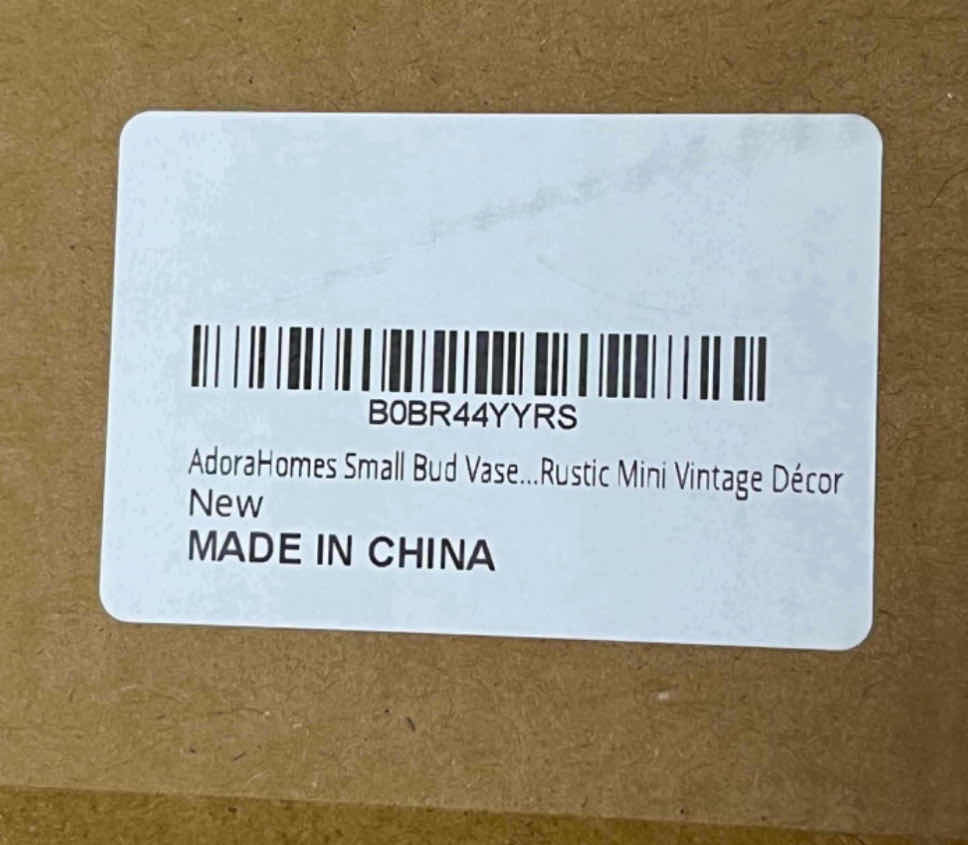 B0BR44YYRS
AdoraHomes Small Bud Vase...Rustic Mini Vintage Décor
New
MADE IN CHINA